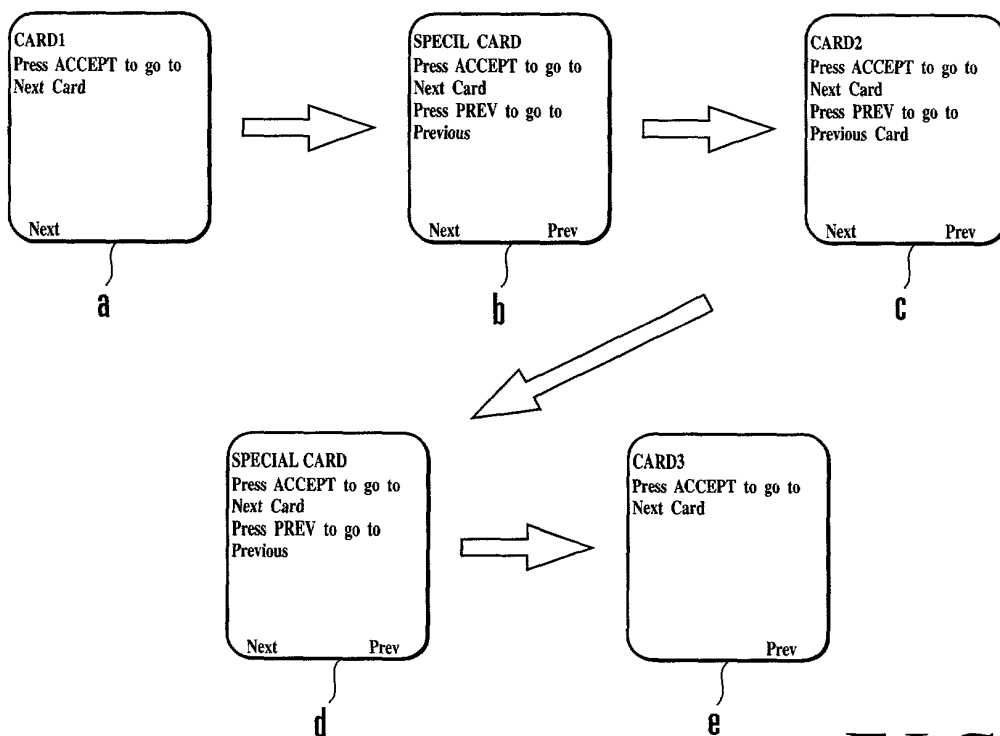 CARD1
Press ACCEPT to go to
Next Card
Next
a
SPECIL CARD
Press ACCEPT to go to
Next Card
Press PREV to go to
Previous
Next Prev
b
CARD2
Press ACCEPT to go to
Next Card
Press PREV to go to
Previous Card
Next Prev
c
SPECIAL CARD
Press ACCEPT to go to
Next Card
Press PREV to go to
Previous
Next Prev
d
CARD3
Press ACCEPT to go to
Next Card
Prev
e